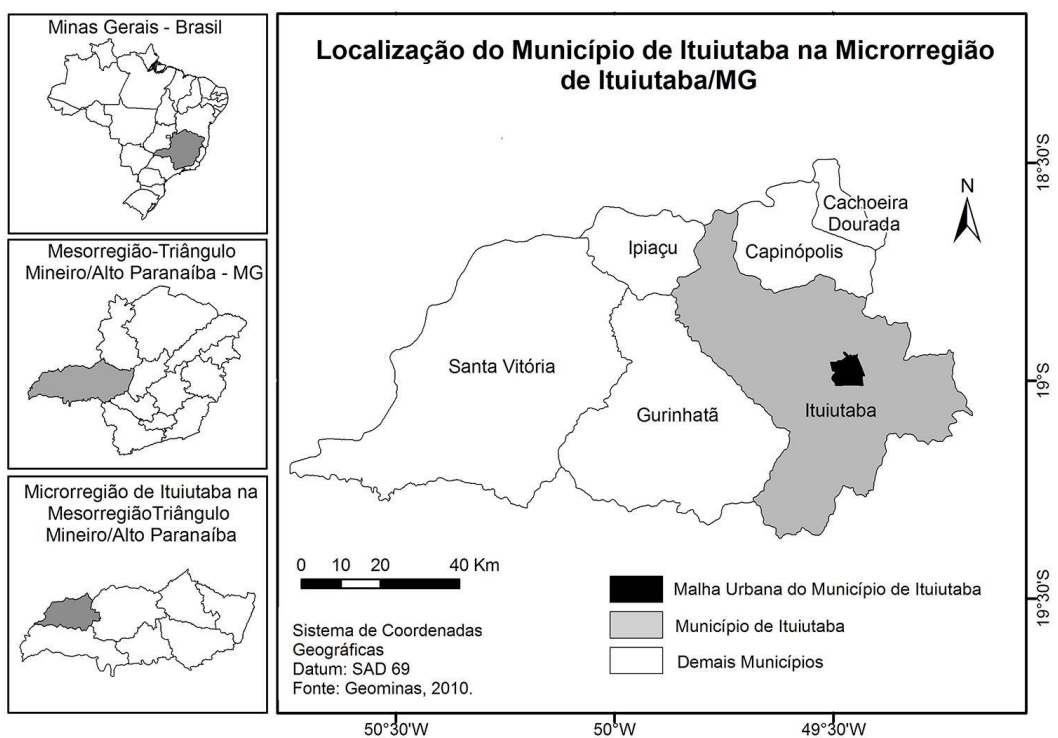 Minas Gerais - Brasil
Mesorregião-Triângulo
Mineiro/Alto Paranaíba - MG
Microrregião de Ituiutaba na
MesorregiãoTriângulo
Mineiro/Alto Paranaíba
Localização do Município de Ituiutaba na Microrregião
de Ituiutaba/MG
N
Cachoeira
Dourada
Ipiaçu
Capinópolis
Santa Vitória
Gurinhatã
Ituiutaba
0 10 20 40 Km
Sistema de Coordenadas
Geográficas
Datum: SAD 69
Fonte: Geominas, 2010.
Malha Urbana do Município de Ituiutaba
Município de Ituiutaba
Demais Municípios
18°30'S
19°S
19°30'S
50°30'W
50°W
49°30'W